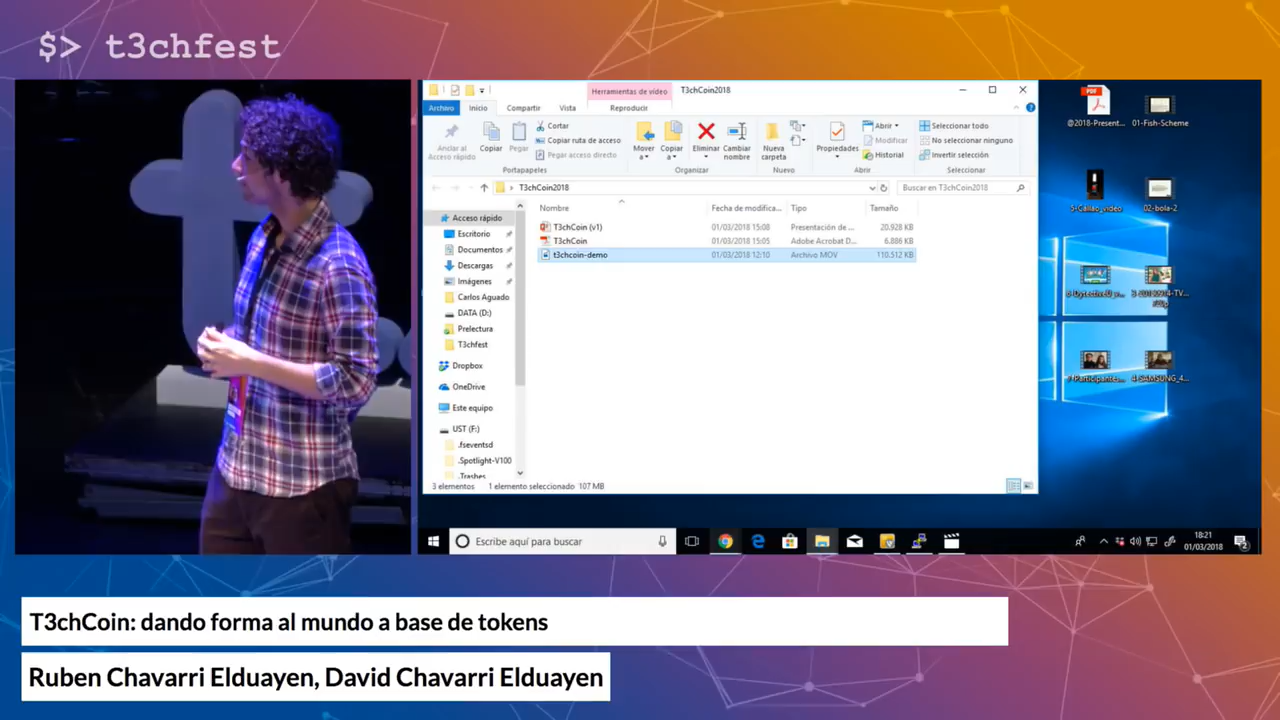 $> t3chfest
Herramientas de vídeo
T3chCoin2018
Archivo Inicio Compartir Vista Reproducir
Anclar al Acceso rápido
Copiar
Pegar
Cortar
Copiar ruta de acceso
Pegar acceso directo
Mover a
Copiar a
Eliminar
Cambiar nombre
Nueva carpeta
Propiedades
Abrir
Modificar
Historial
Seleccionar todo
No seleccionar ninguno
Invertir selección
Portapapeles Organizar Nuevo Abrir Seleccionar
T3chCoin2018
Buscar en T3chCoin2018
Nombre Fecha de modifica... Tipo Tamaño
T3chCoin (v1) 01/03/2018 15:08 Presentación de ... 20.928 KB
T3chCoin 01/03/2018 15:05 Adobe Acrobat D... 6.886 KB
t3chcoin-demo 01/03/2018 12:10 Archivo MOV 110.512 KB
Acceso rápido
Escritorio
Documentos
Descargas
Imágenes
Carlos Aguado
DATA (D:)
Prelectura
T3chfest
Dropbox
OneDrive
Este equipo
UST (F:)
.fseventsd
.Spotlight-V100
.Trashes
3 elementos 1 elemento seleccionado 107 MB
PDF
@2018-Present...
01-Fish-Scheme
5-Callao_video
02-bola-2
4-SAMSUNG_4...
Escribe aquí para buscar
18:21
01/03/2018
T3chCoin: dando forma al mundo a base de tokens
Ruben Chavarri Elduayen, David Chavarri Elduayen